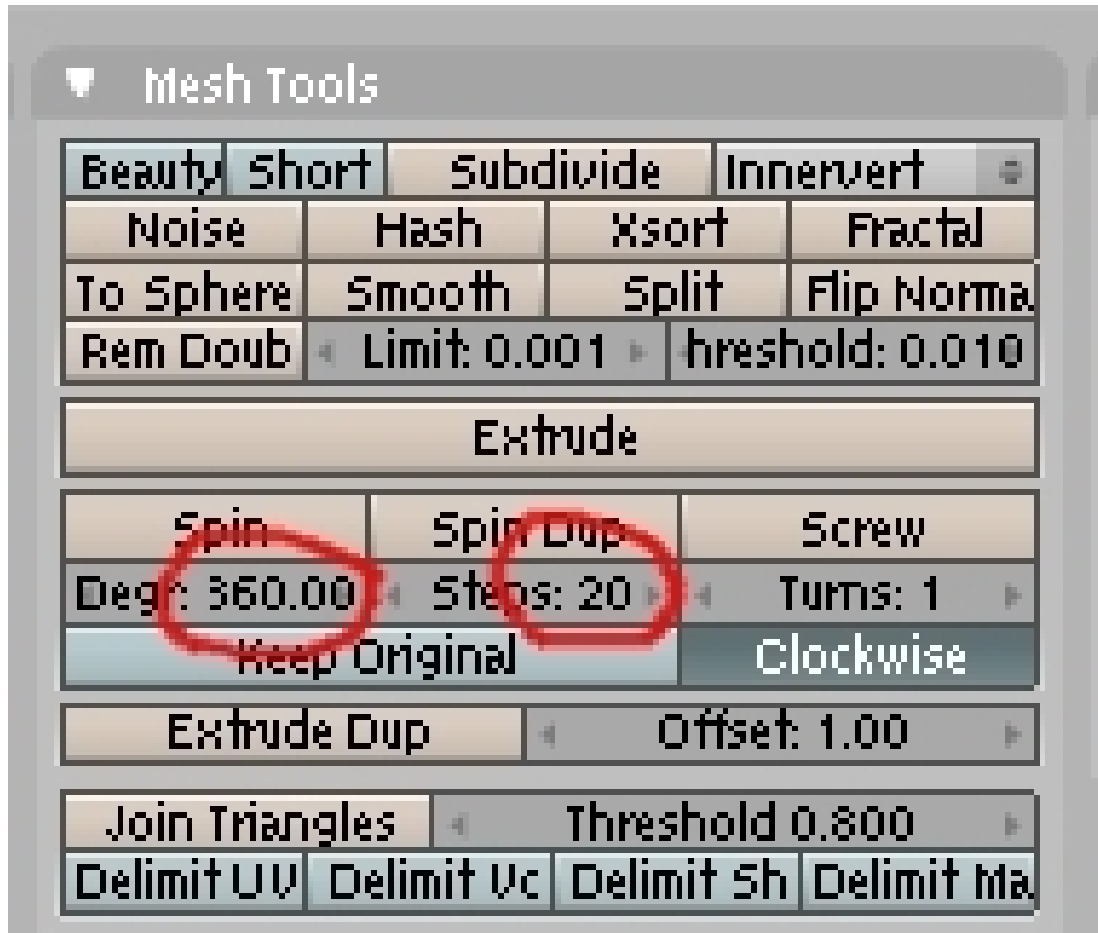 Mesh Tools
Beauty Short Subdivide Innervert
Noise Hash Xsort Fractal
To Sphere Smooth Split Flip Norma
Rem Doub Limit: 0.001 hreshold: 0.010
Extrude
Spin Spin Dup Screw
Degr: 360.00 Steps: 20 Turns: 1
Keep Original Clockwise
Extrude Dup Offset: 1.00
Join Triangles Threshold 0.800
Delimit UV Delimit Vc Delimit Sh Delimit Ma